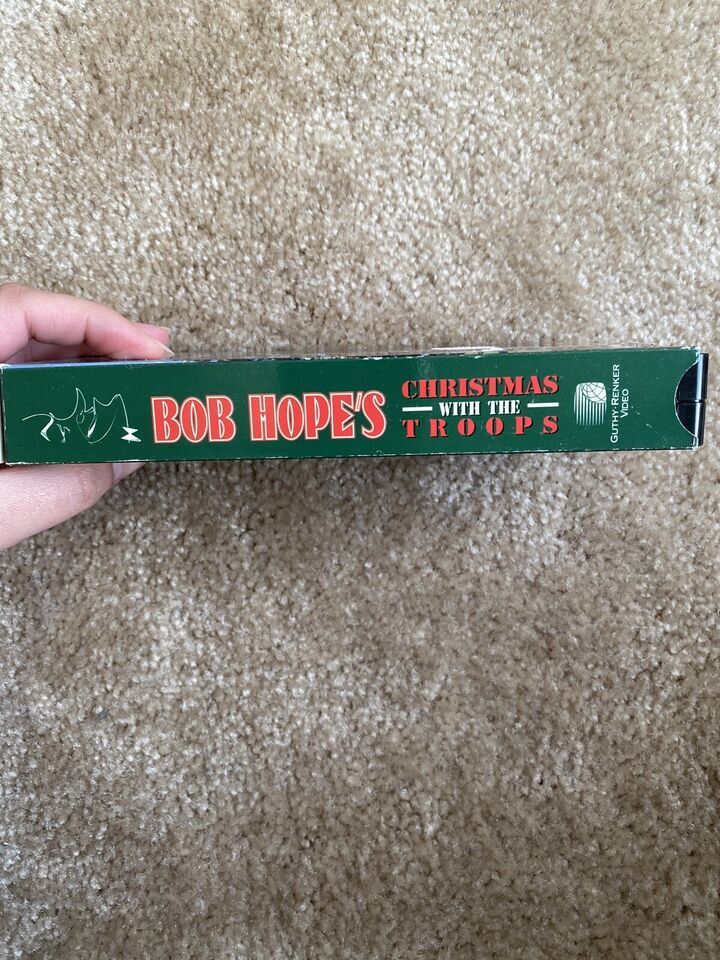 BOB HOPE'S
CHRISTMAS
WITH THE
TROOPS
GUTHY-RENKER
VIDEO